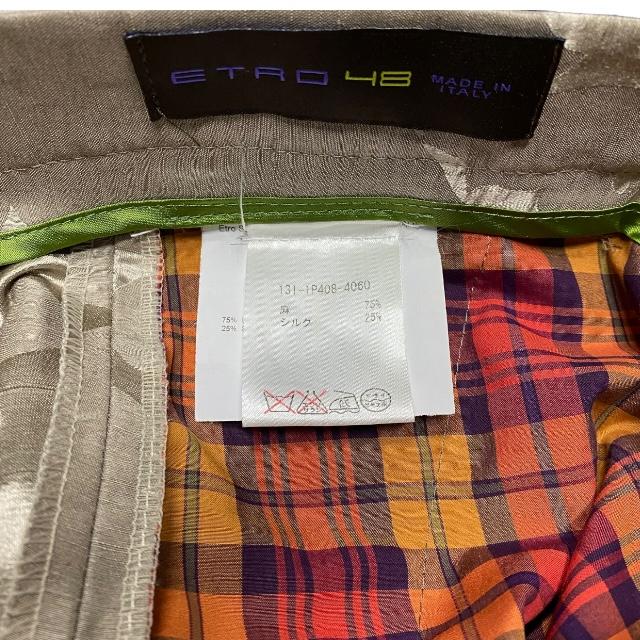 ETRO 48 MADE IN
ITALY
Etro S
131-1P408-4060
麻 75%
シルク 25%
75%
25%